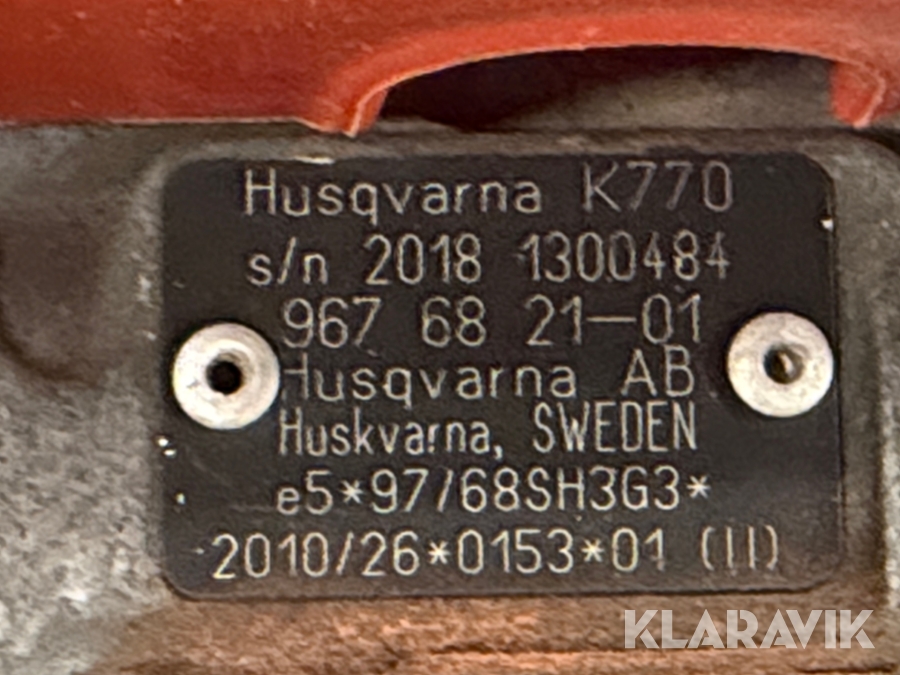 Husqvarna K770
s/n 2018 1300484
967 68 21-01
Husqvarna AB
Huskvarna, SWEDEN
e5*97/68SH3G3*
2010/26*0153*01 (II)
KLARAVIK